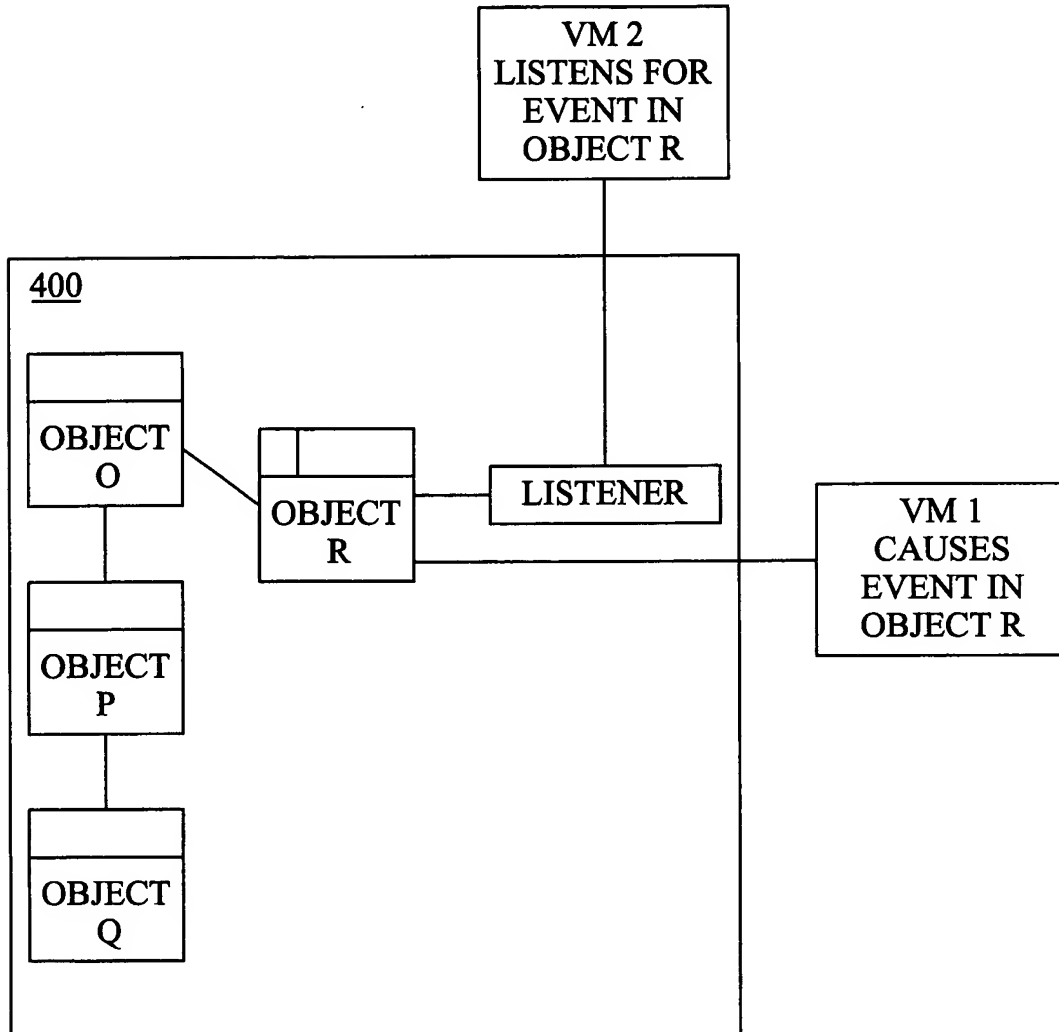 VM 2
LISTENS FOR
EVENT IN
OBJECT R
400
OBJECT
O
OBJECT
R
LISTENER
VM 1
CAUSES
EVENT IN
OBJECT R
OBJECT
P
OBJECT
Q